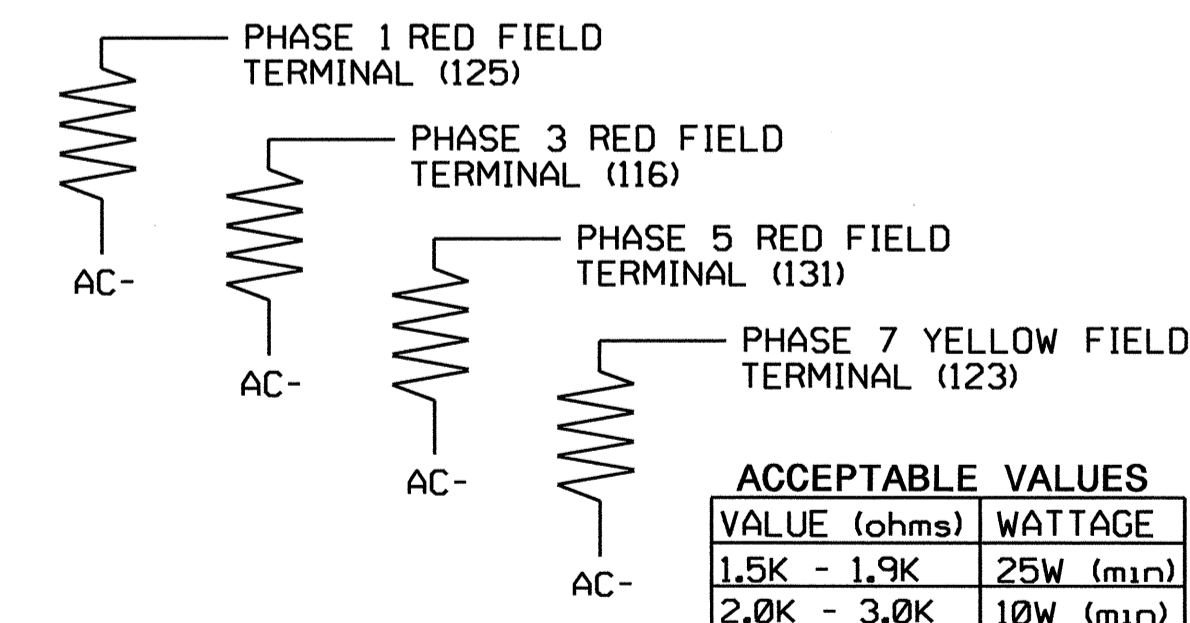 PHASE 1 RED FIELD
TERMINAL (125)
AC-
PHASE 3 RED FIELD
TERMINAL (116)
AC-
PHASE 5 RED FIELD
TERMINAL (131)
AC-
PHASE 7 YELLOW FIELD
TERMINAL (123)
AC-
ACCEPTABLE VALUES
VALUE (ohms) WATTAGE
1.5K - 1.9K 25W (min)
2.0K - 3.0K 10W (min)